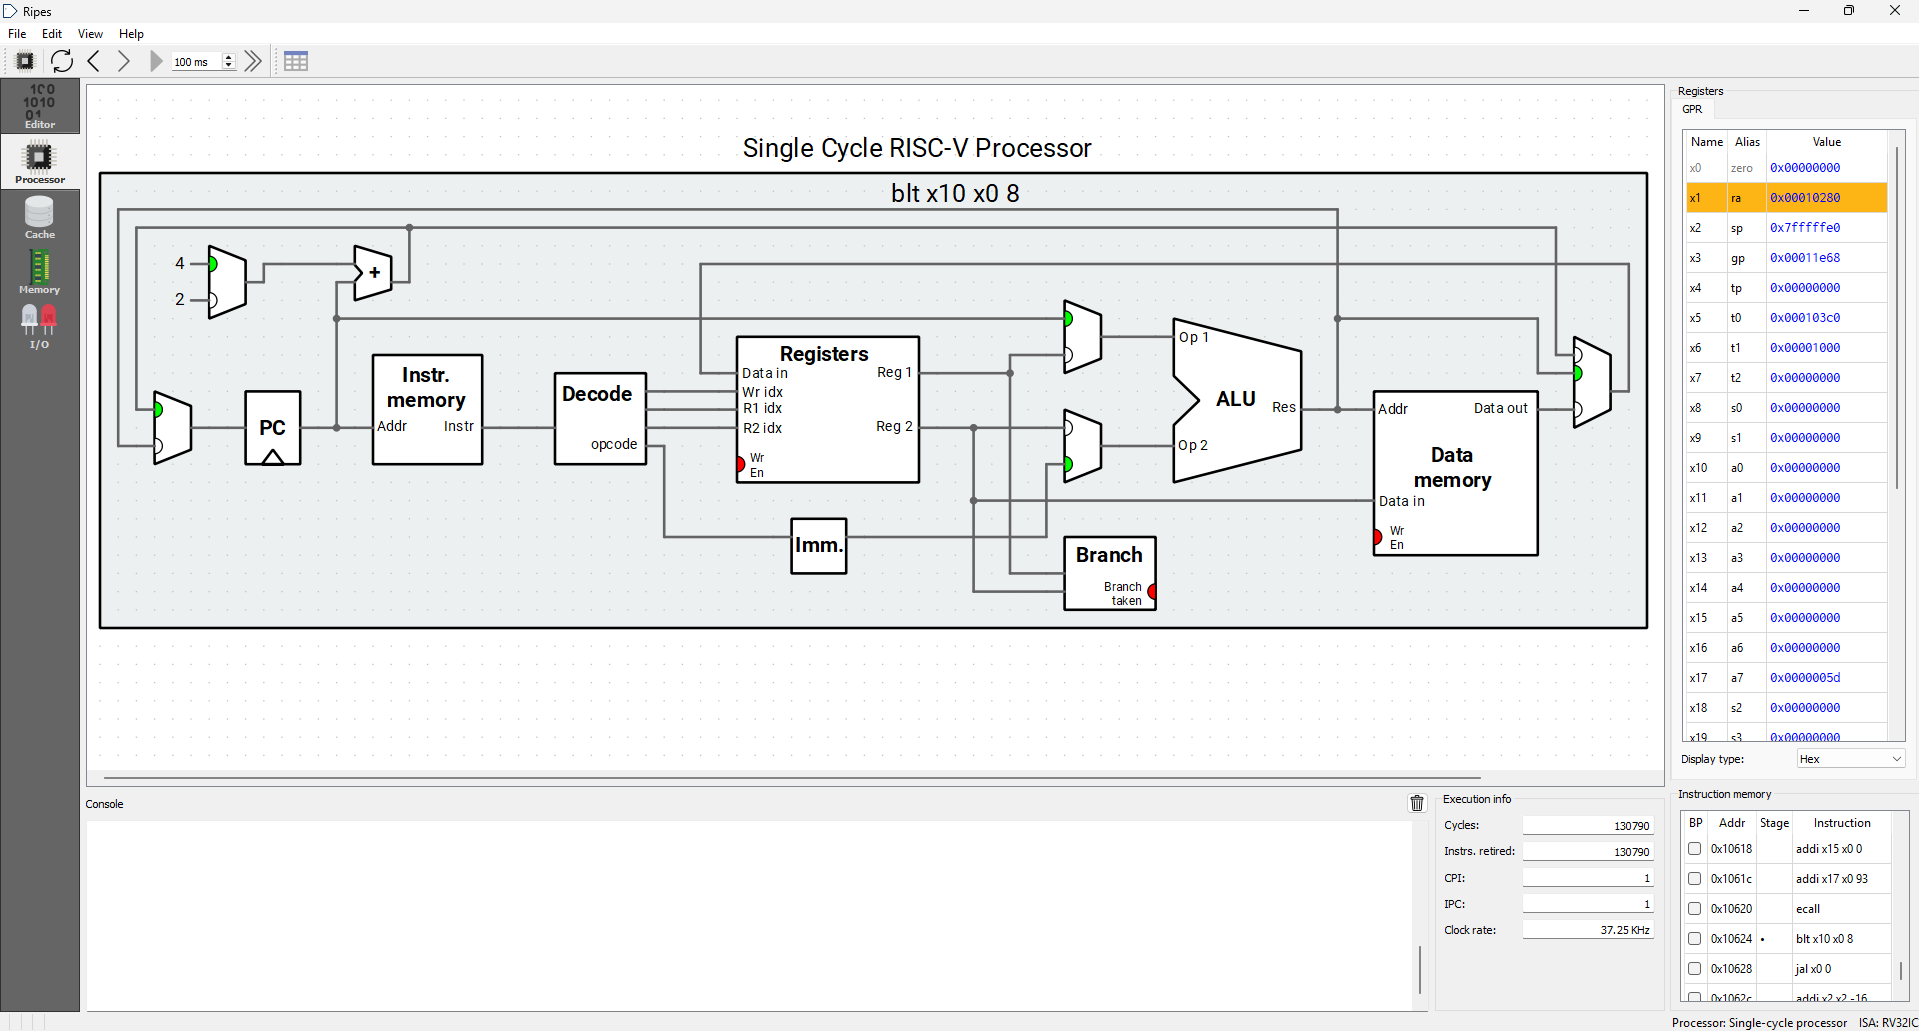 Ripes
File Edit View Help
100 ms
Editor
Processor
Cache
Memory
I/O
Single Cycle RISC-V Processor
blt x10 x0 8
4
2
+
PC
Instr. memory
Addr Instr
Decode
opcode
Registers
Data in Reg 1
Wr idx
R1 idx
R2 idx Reg 2
Wr En
Imm.
Op 1
ALU
Res
Op 2
Branch
Branch taken
Addr Data out
Data memory
Data in
Wr En
Registers
GPR
Name Alias Value
x0 zero 0x00000000
x1 ra 0x00010280
x2 sp 0x7fffffe0
x3 gp 0x00011e68
x4 tp 0x00000000
x5 t0 0x000103c0
x6 t1 0x00001000
x7 t2 0x00000000
x8 s0 0x00000000
x9 s1 0x00000000
x10 a0 0x00000000
x11 a1 0x00000000
x12 a2 0x00000000
x13 a3 0x00000000
x14 a4 0x00000000
x15 a5 0x00000000
x16 a6 0x00000000
x17 a7 0x0000005d
x18 s2 0x00000000
x19 s3 0x00000000
Display type: Hex
Console
Execution info
Cycles: 130790
Instrs. retired: 130790
CPI: 1
IPC: 1
Clock rate: 37.25 KHz
Instruction memory
BP Addr Stage Instruction
0x10618 addi x15 x0 0
0x1061c addi x17 x0 93
0x10620 ecall
0x10624 • blt x10 x0 8
0x10628 jal x0 0
0x1062c addi x2 x2 -16
Processor: Single-cycle processor ISA: RV32IC